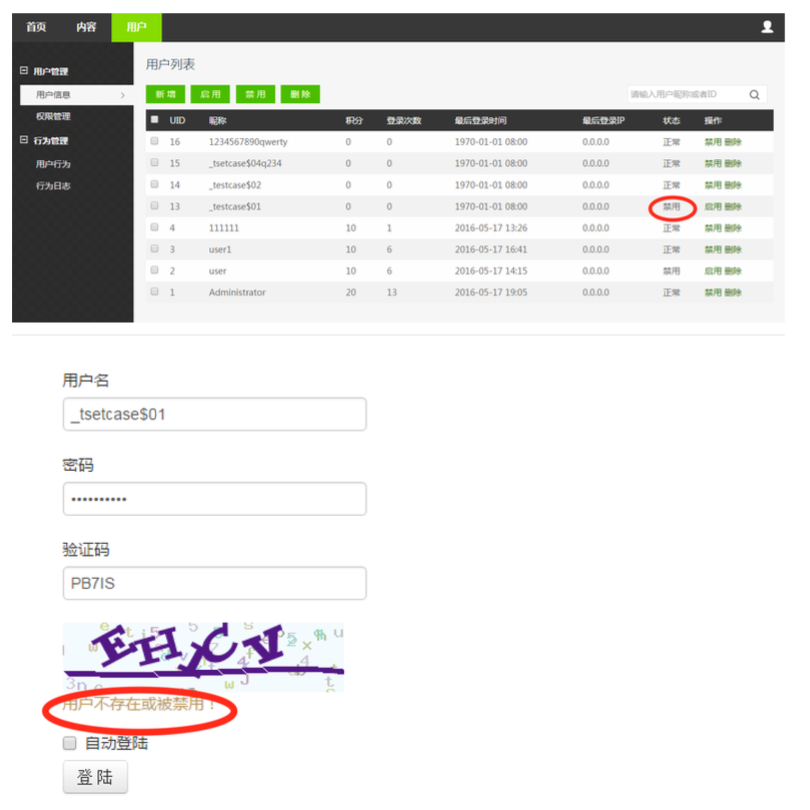 首页 内容 用户
用户管理
用户信息
权限管理
行为管理
用户行为
行为日志
用户列表
新 增 启 用 禁 用 删 除 请输入用户昵称或者ID
UID 昵称 积分 登录次数 最后登录时间 最后登录IP 状态 操作
16 1234567890qwerty 0 0 1970-01-01 08:00 0.0.0.0 正常 禁用 删除
15 _tsetcase$04q234 0 0 1970-01-01 08:00 0.0.0.0 正常 禁用 删除
14 _testcase$02 0 0 1970-01-01 08:00 0.0.0.0 正常 禁用 删除
13 _testcase$01 0 0 1970-01-01 08:00 0.0.0.0 禁用 启用 删除
4 111111 10 1 2016-05-17 13:26 0.0.0.0 正常 禁用 删除
3 user1 10 6 2016-05-17 16:41 0.0.0.0 正常 禁用 删除
2 user 10 6 2016-05-17 14:15 0.0.0.0 禁用 启用 删除
1 Administrator 20 13 2016-05-17 19:05 0.0.0.0 正常 禁用 删除
用户名
_tsetcase$01
密码
••••••••••
验证码
PB7IS
用户不存在或被禁用！
自动登陆
登 陆